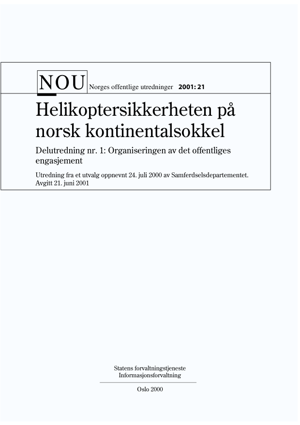 NOU Norges offentlige utredninger 2001: 21
Helikoptersikkerheten på
norsk kontinentalsokkel
Delutredning nr. 1: Organiseringen av det offentliges
engasjement
Utredning fra et utvalg oppnevnt 24. juli 2000 av Samferdselsdepartementet.
Avgitt 21. juni 2001
Statens forvaltningstjeneste
Informasjonsforvaltning
Oslo 2000